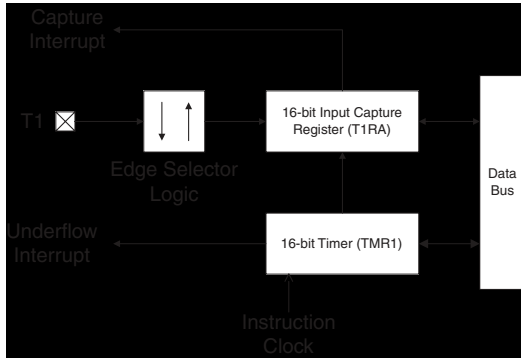 Capture
Interrupt
T1
16-bit Input Capture
Register (T1RA)
Edge Selector
Logic
Data
Bus
Underflow
Interrupt
16-bit Timer (TMR1)
Instruction
Clock